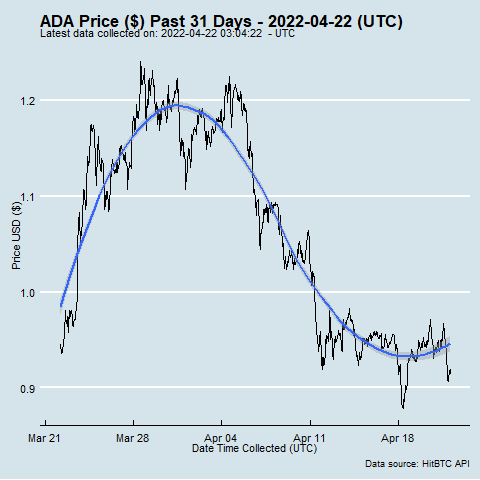 ADA Price ($) Past 31 Days - 2022-04-22 (UTC)
Latest data collected on: 2022-04-22 03:04:22 - UTC
1.2
1.1
1.0
0.9
Price USD ($)
Mar 21 Mar 28 Apr 04 Apr 11 Apr 18
Date Time Collected (UTC)
Data source: HitBTC API